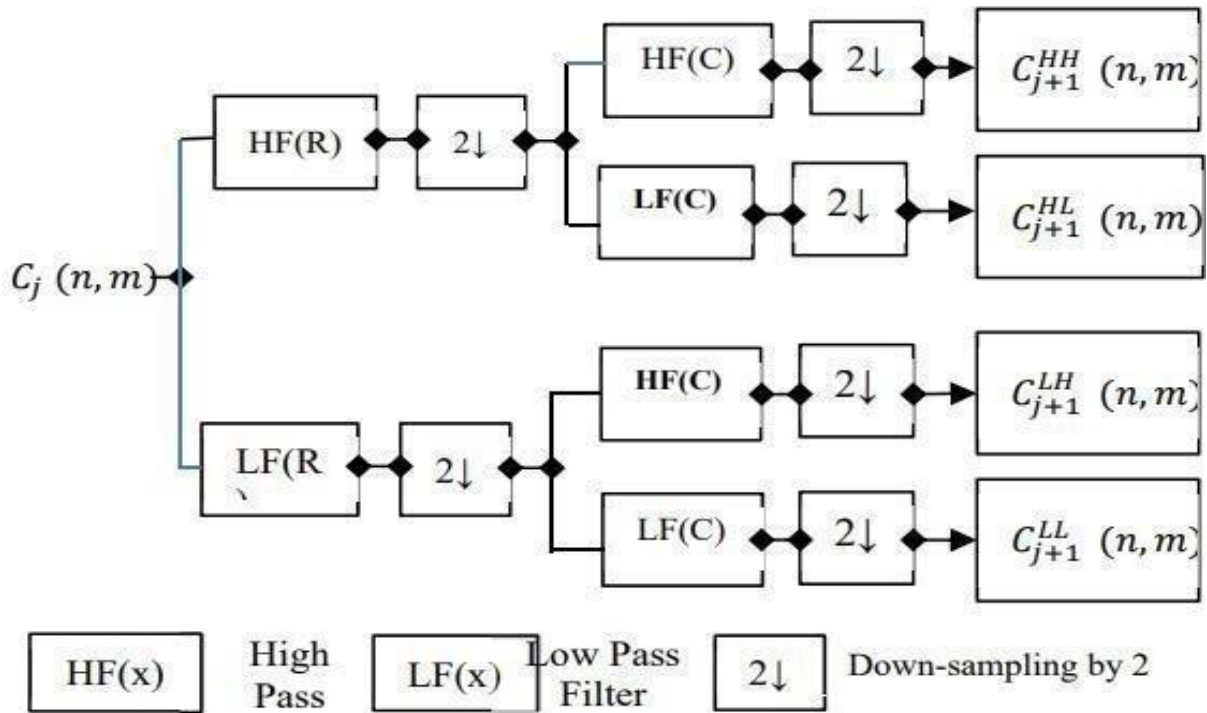 HF(C) 2↓ C_{j+1}^{HH} (n, m)
HF(R) 2↓
LF(C) 2↓ C_{j+1}^{HL} (n, m)
C_j (n, m)
HF(C) 2↓ C_{j+1}^{LH} (n, m)
LF(R 2↓
LF(C) 2↓ C_{j+1}^{LL} (n, m)
HF(x) High Pass LF(x) Low Pass Filter 2↓ Down-sampling by 2